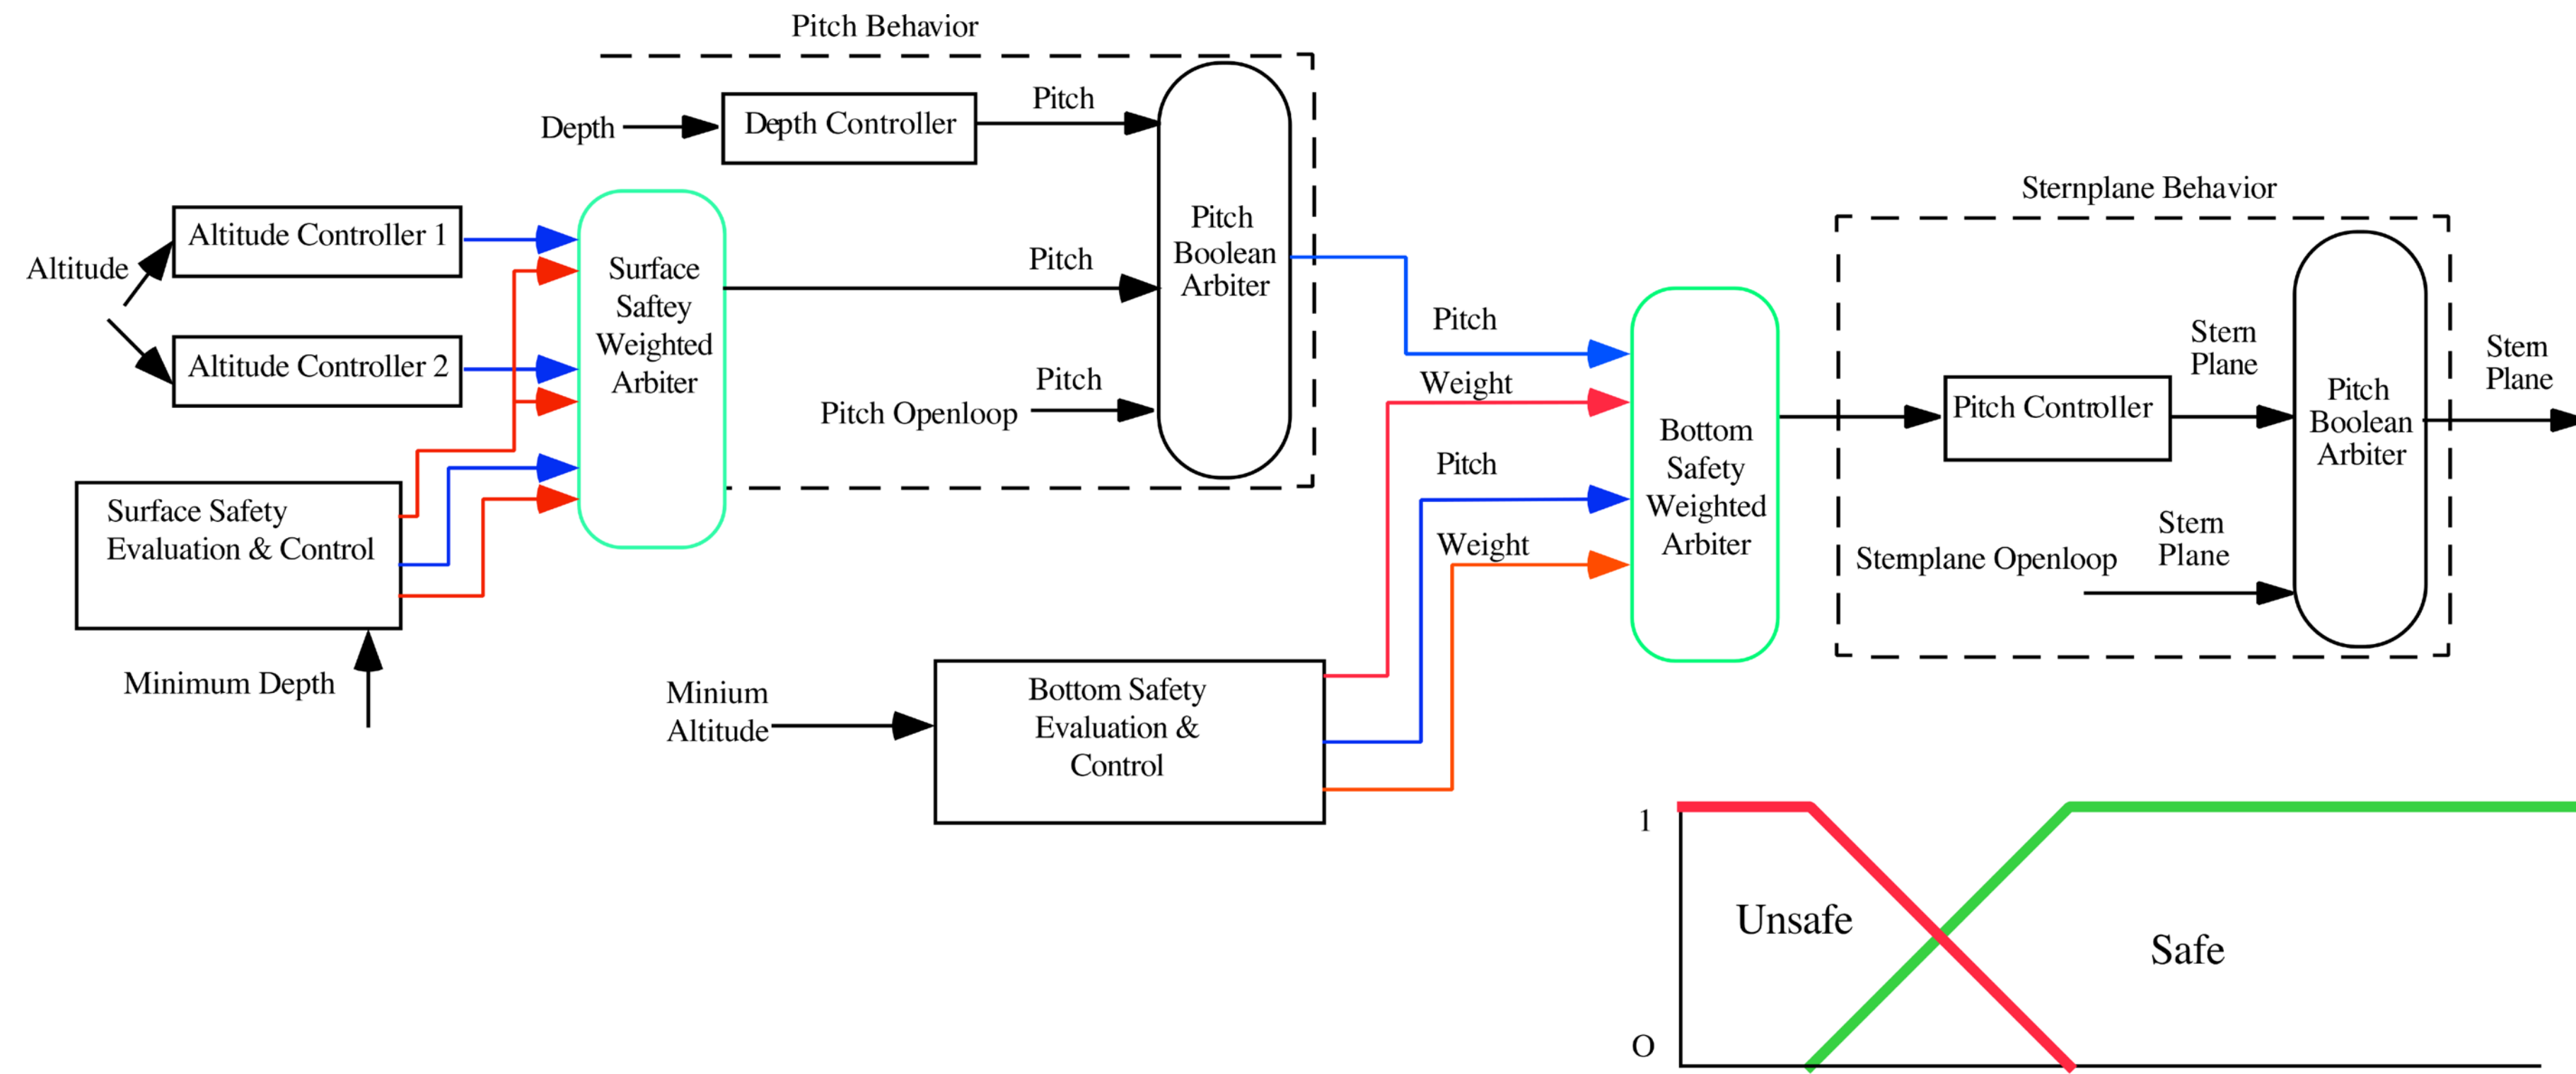 Pitch Behavior
Depth
Depth Controller
Pitch
Altitude
Altitude Controller 1
Altitude Controller 2
Surface
Saftey
Weighted
Arbiter
Pitch
Pitch Openloop
Pitch
Pitch
Boolean
Arbiter
Surface Safety
Evaluation & Control
Minimum Depth
Minium
Altitude
Bottom Safety
Evaluation &
Control
Pitch
Weight
Pitch
Weight
Bottom
Safety
Weighted
Arbiter
Sternplane Behavior
Pitch Controller
Stern
Plane
Sternplane Openloop
Stern
Plane
Pitch
Boolean
Arbiter
Stern
Plane
1
O
Unsafe
Safe